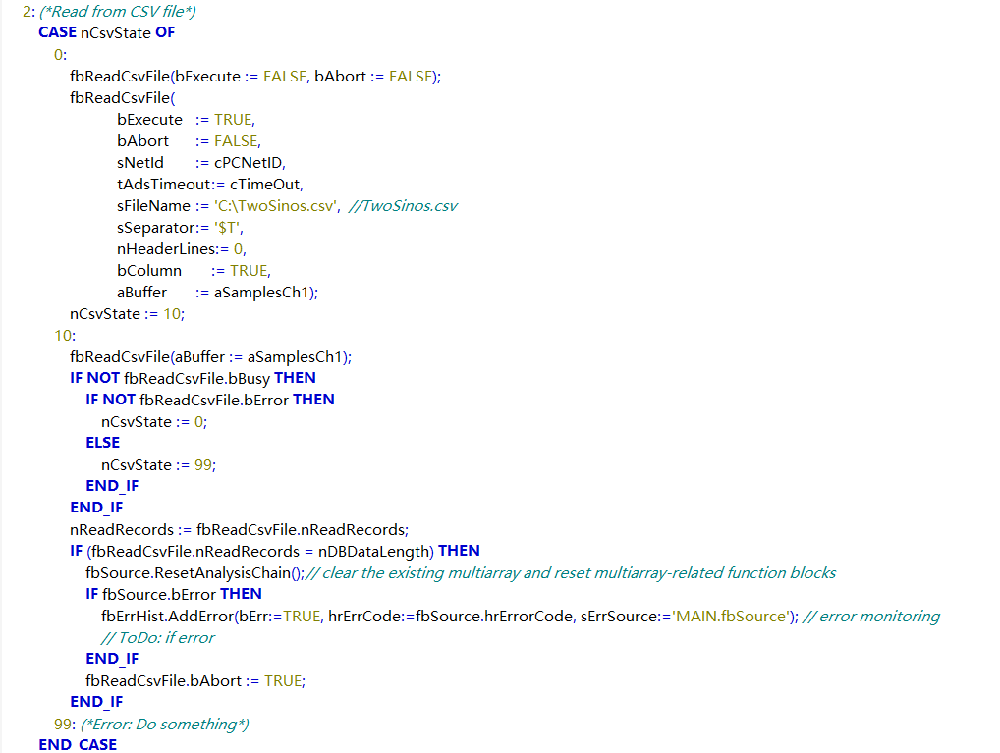 2: (*Read from CSV file*)
CASE nCsvState OF
0:
fbReadCsvFile(bExecute := FALSE, bAbort := FALSE);
fbReadCsvFile(
bExecute := TRUE,
bAbort := FALSE,
sNetId := cPCNetID,
tAdsTimeout:= cTimeOut,
sFileName := 'C:\TwoSinos.csv', //TwoSinos.csv
sSeparator:= '$T',
nHeaderLines:= 0,
bColumn := TRUE,
aBuffer := aSamplesCh1);
nCsvState := 10;
10:
fbReadCsvFile(aBuffer := aSamplesCh1);
IF NOT fbReadCsvFile.bBusy THEN
IF NOT fbReadCsvFile.bError THEN
nCsvState := 0;
ELSE
nCsvState := 99;
END_IF
END_IF
nReadRecords := fbReadCsvFile.nReadRecords;
IF (fbReadCsvFile.nReadRecords = nDBDataLength) THEN
fbSource.ResetAnalysisChain();// clear the existing multiarray and reset multiarray-related function blocks
IF fbSource.bError THEN
fbErrHist.AddError(bErr:=TRUE, hrErrCode:=fbSource.hrErrorCode, sErrSource:='MAIN.fbSource'); // error monitoring
// ToDo: if error
END_IF
fbReadCsvFile.bAbort := TRUE;
END_IF
99: (*Error: Do something*)
END_CASE